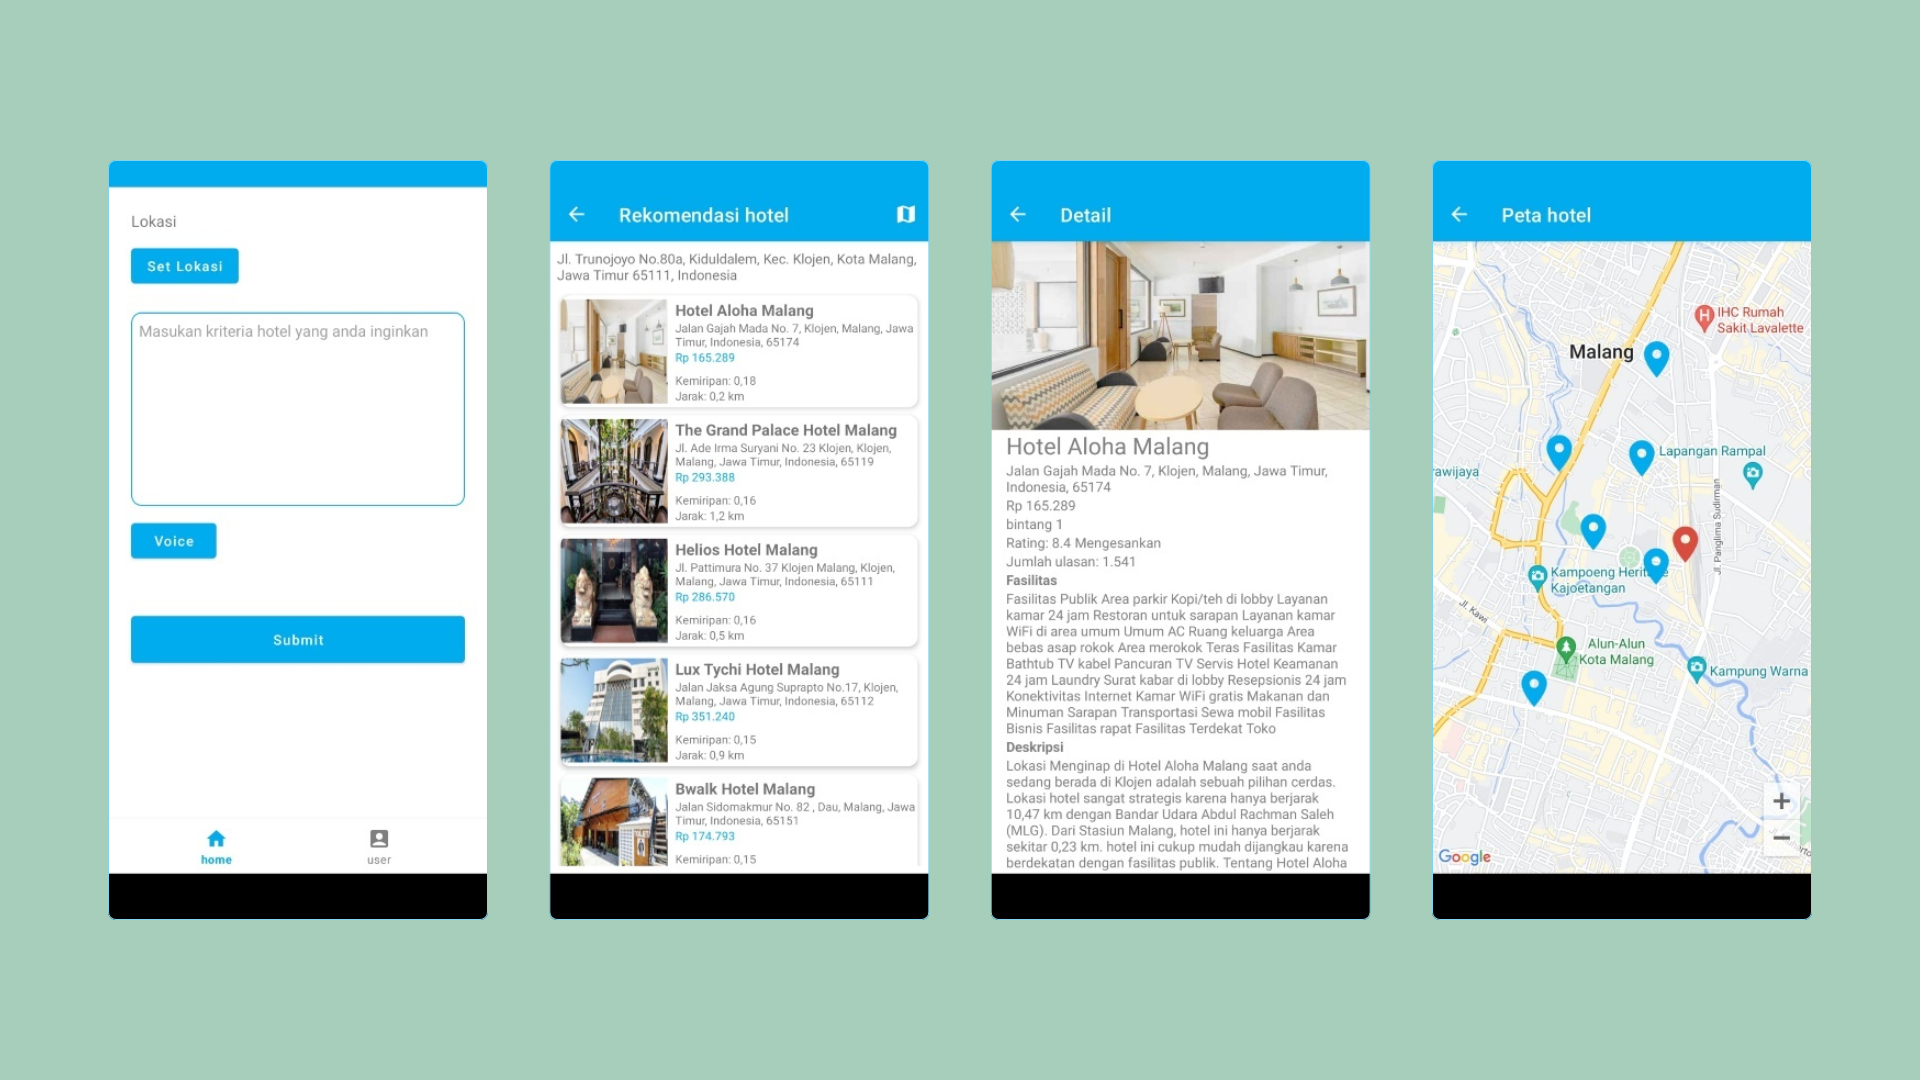 Lokasi
Set Lokasi
Masukan kriteria hotel yang anda inginkan
Voice
Submit
home
user
Rekomendasi hotel
Jl. Trunojoyo No.80a, Kiduldalem, Kec. Klojen, Kota Malang,
Jawa Timur 65111, Indonesia
Hotel Aloha Malang
Jalan Gajah Mada No. 7, Klojen, Malang, Jawa
Timur, Indonesia, 65174
Rp 165.289
Kemiripan: 0,18
Jarak: 0,2 km
The Grand Palace Hotel Malang
Jl. Ade Irma Suryani No. 23 Klojen, Klojen,
Malang, Jawa Timur, Indonesia, 65119
Rp 293.388
Kemiripan: 0,16
Jarak: 1,2 km
Helios Hotel Malang
Jl. Pattimura No. 37 Klojen Malang, Klojen,
Malang, Jawa Timur, Indonesia, 65111
Rp 286.570
Kemiripan: 0,16
Jarak: 0,5 km
Lux Tychi Hotel Malang
Jalan Jaksa Agung Suprapto No.17, Klojen,
Malang, Jawa Timur, Indonesia, 65112
Rp 351.240
Kemiripan: 0,15
Jarak: 0,9 km
Bwalk Hotel Malang
Jalan Sidomakmur No. 82 , Dau, Malang, Jawa
Timur, Indonesia, 65151
Rp 174.793
Kemiripan: 0,15
Detail
Hotel Aloha Malang
Jalan Gajah Mada No. 7, Klojen, Malang, Jawa Timur,
Indonesia, 65174
Rp 165.289
bintang 1
Rating: 8.4 Mengesankan
Jumlah ulasan: 1.541
Fasilitas
Fasilitas Publik Area parkir Kopi/teh di lobby Layanan
kamar 24 jam Restoran untuk sarapan Layanan kamar
WiFi di area umum Umum AC Ruang keluarga Area
bebas asap rokok Area merokok Teras Fasilitas Kamar
Bathtub TV kabel Pancuran TV Servis Hotel Keamanan
24 jam Laundry Surat kabar di lobby Resepsionis 24 jam
Konektivitas Internet Kamar WiFi gratis Makanan dan
Minuman Sarapan Transportasi Sewa mobil Fasilitas
Bisnis Fasilitas rapat Fasilitas Terdekat Toko
Deskripsi
Lokasi Menginap di Hotel Aloha Malang saat anda
sedang berada di Klojen adalah sebuah pilihan cerdas.
Lokasi hotel sangat strategis karena hanya berjarak
10,47 km dengan Bandar Udara Abdul Rachman Saleh
(MLG). Dari Stasiun Malang, hotel ini hanya berjarak
sekitar 0,23 km. hotel ini cukup mudah dijangkau karena
berdekatan dengan fasilitas publik. Tentang Hotel Aloha
Peta hotel
IHC Rumah
Sakit Lavalette
Malang
Lapangan Rampal
rawijaya
Jl. Panglima Sudirman
Kampoeng Herit e
Kajoetangan
Jl. Kawi
Alun-Alun
Kota Malang
Kampung Warna
+
−
Google